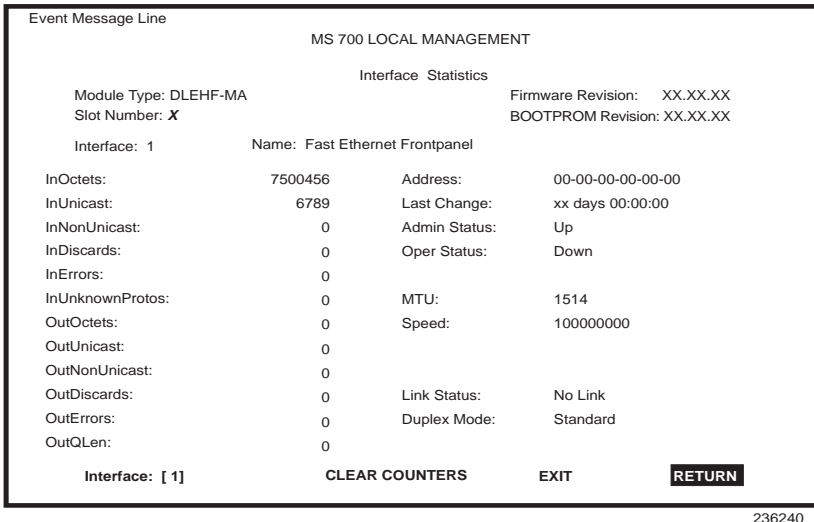 Event Message Line
MS 700 LOCAL MANAGEMENT
Interface Statistics
Module Type: DLEHF-MA Firmware Revision: XX.XX.XX
Slot Number: X BOOTPROM Revision: XX.XX.XX
Interface: 1 Name: Fast Ethernet Frontpanel
InOctets: 7500456 Address: 00-00-00-00-00-00
InUnicast: 6789 Last Change: xx days 00:00:00
InNonUnicast: 0 Admin Status: Up
InDiscards: 0 Oper Status: Down
InErrors: 0
InUnknownProtos: 0 MTU: 1514
OutOctets: 0 Speed: 100000000
OutUnicast: 0
OutNonUnicast: 0
OutDiscards: 0 Link Status: No Link
OutErrors: 0 Duplex Mode: Standard
OutQLen: 0
Interface: [ 1] CLEAR COUNTERS EXIT RETURN
236240